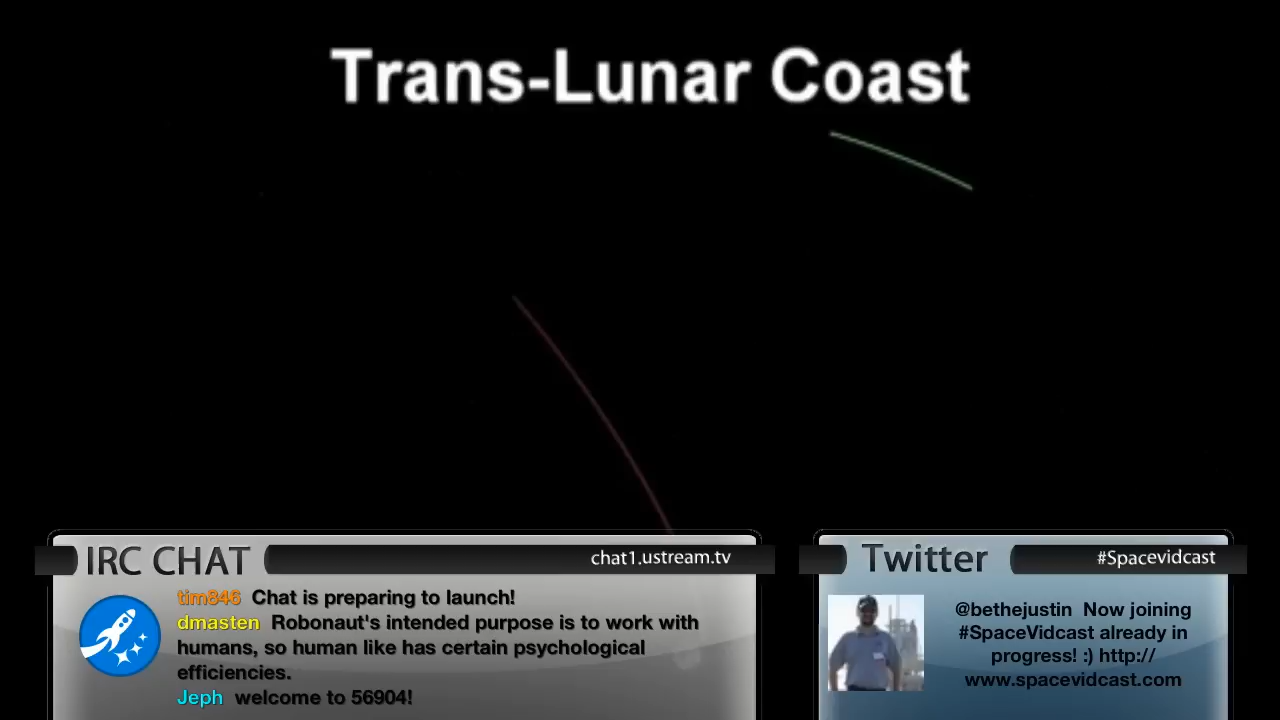 Trans-Lunar Coast
IRC CHAT
chat1.ustream.tv
tim846 Chat is preparing to launch!
dmasten Robonaut's intended purpose is to work with
humans, so human like has certain psychological
efficiencies.
Jeph welcome to 56904!
Twitter
#Spacevidcast
@bethejustin Now joining
#SpaceVidcast already in
progress! :) http://
www.spacevidcast.com